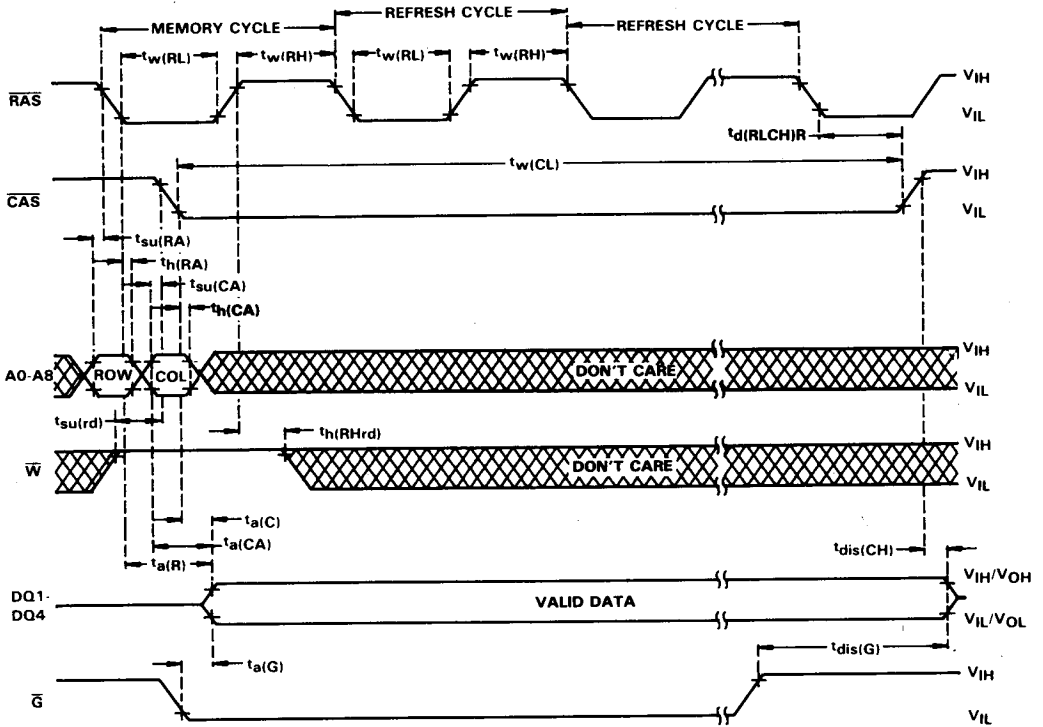 MEMORY CYCLE REFRESH CYCLE REFRESH CYCLE
tw(RL) tw(RH) tw(RL) tw(RH)
RAS VIH
VIL
td(RLCH)R
tw(CL)
CAS VIH
VIL
tsu(RA)
th(RA)
tsu(CA)
th(CA)
A0-A8 ROW COL DON'T CARE VIH
VIL
tsu(rd)
th(RHrd)
W DON'T CARE VIH
VIL
ta(C)
ta(CA)
ta(R)
tdis(CH)
DQ1-
DQ4 VALID DATA VIH/VOH
VIL/VOL
ta(G)
tdis(G)
G VIH
VIL